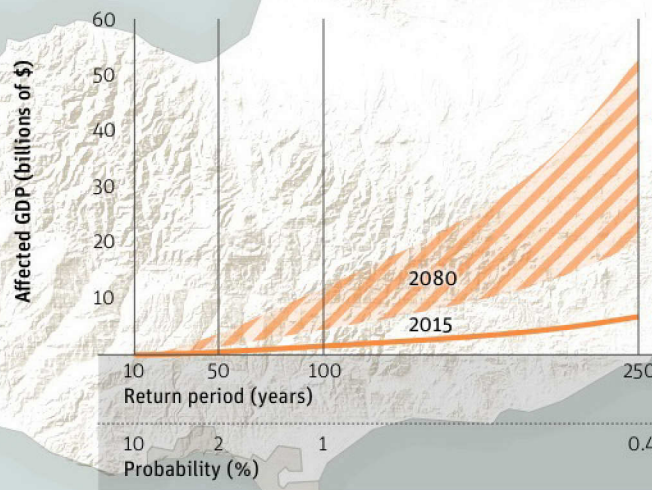 Affected GDP (billions of $)
60
50
40
30
20
10
2080
2015
10 50 100 250
Return period (years)
10 2 1 0.4
Probability (%)